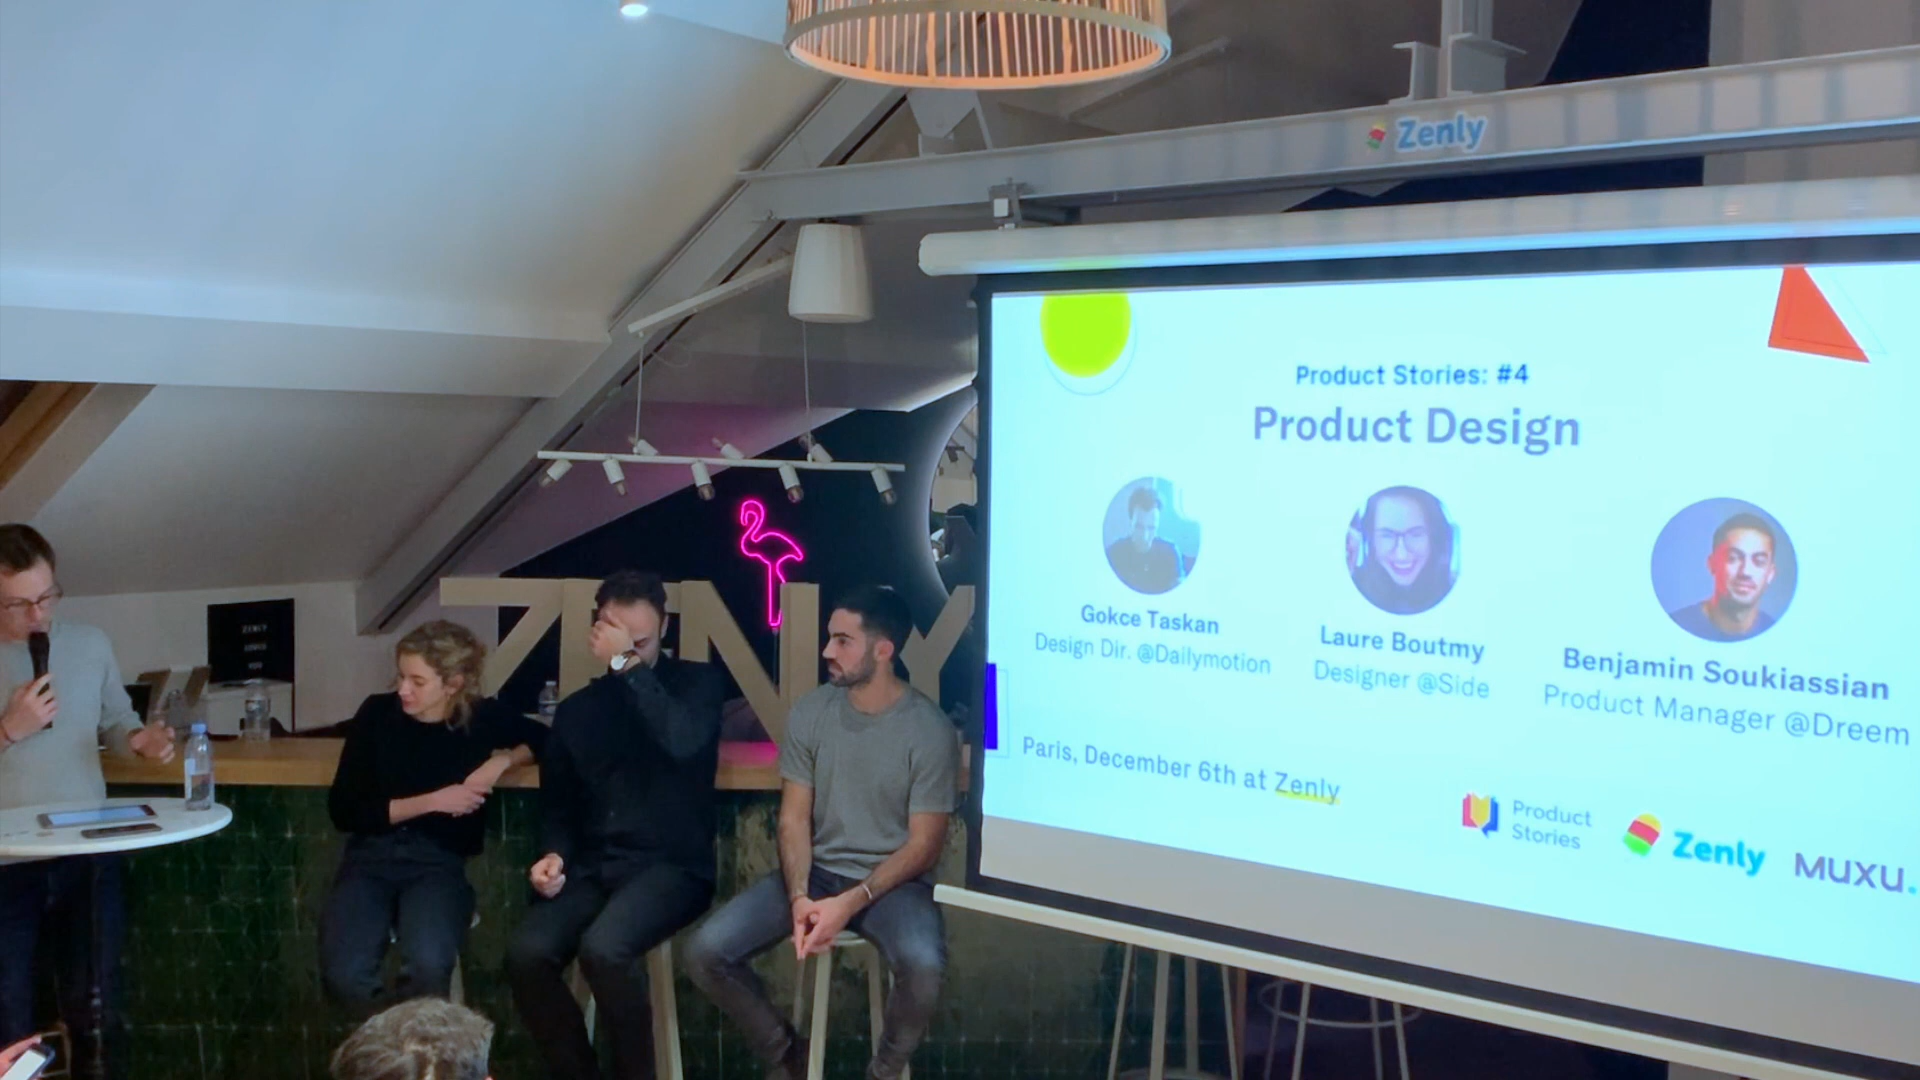 Zenly
Product Stories: #4
Product Design
Gokce Taskan
Design Dir. @Dailymotion
Laure Boutmy
Designer @Side
Benjamin Soukiassian
Product Manager @Dreem
Paris, December 6th at Zenly
Product
Stories
Zenly
MUXU.
ZENLY